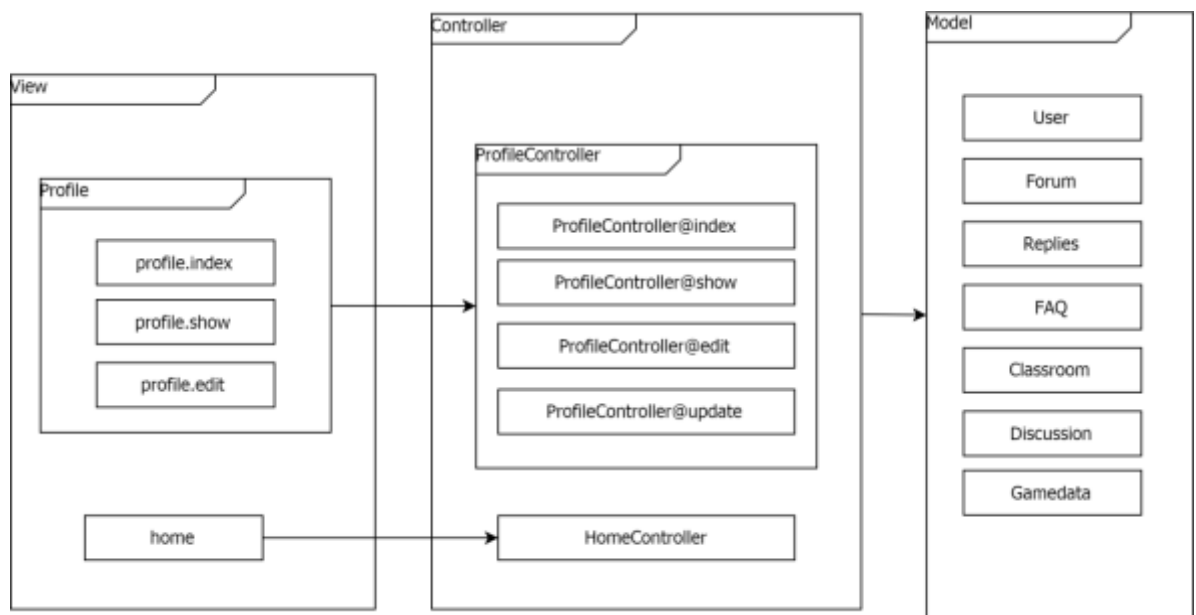 View
Profile
profile.index
profile.show
profile.edit
home
Controller
ProfileController
ProfileController@index
ProfileController@show
ProfileController@edit
ProfileController@update
HomeController
Model
User
Forum
Replies
FAQ
Classroom
Discussion
Gamedata